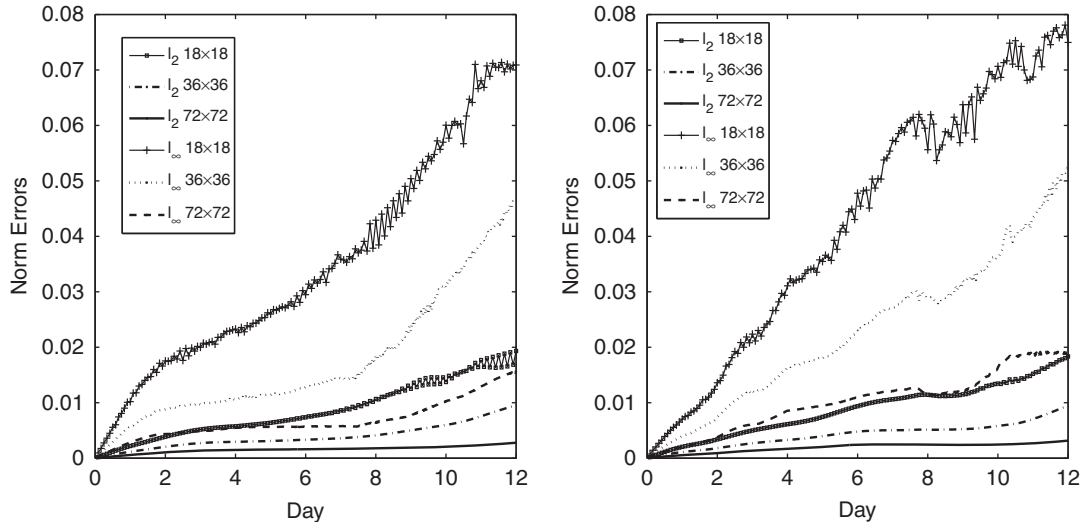 0.08
0.07
0.06
0.05
0.04
0.03
0.02
0.01
0
Norm Errors
l₂ 18×18
l₂ 36×36
l₂ 72×72
l∞ 18×18
l∞ 36×36
l∞ 72×72
0 2 4 6 8 10 12
Day
0.08
0.07
0.06
0.05
0.04
0.03
0.02
0.01
0
Norm Errors
l₂ 18×18
l₂ 36×36
l₂ 72×72
l∞ 18×18
l∞ 36×36
l∞ 72×72
0 2 4 6 8 10 12
Day